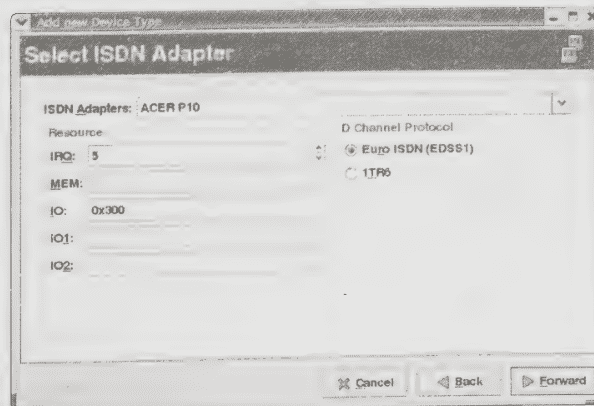 Add new Device Type
Select ISDN Adapter
ISDN Adapters: ACER P10
Resource
D Channel Protocol
IRQ: 5
Euro ISDN (EDSS1)
MEM:
1TR6
IO: 0x300
IO1:
IO2:
Cancel
Back
Forward